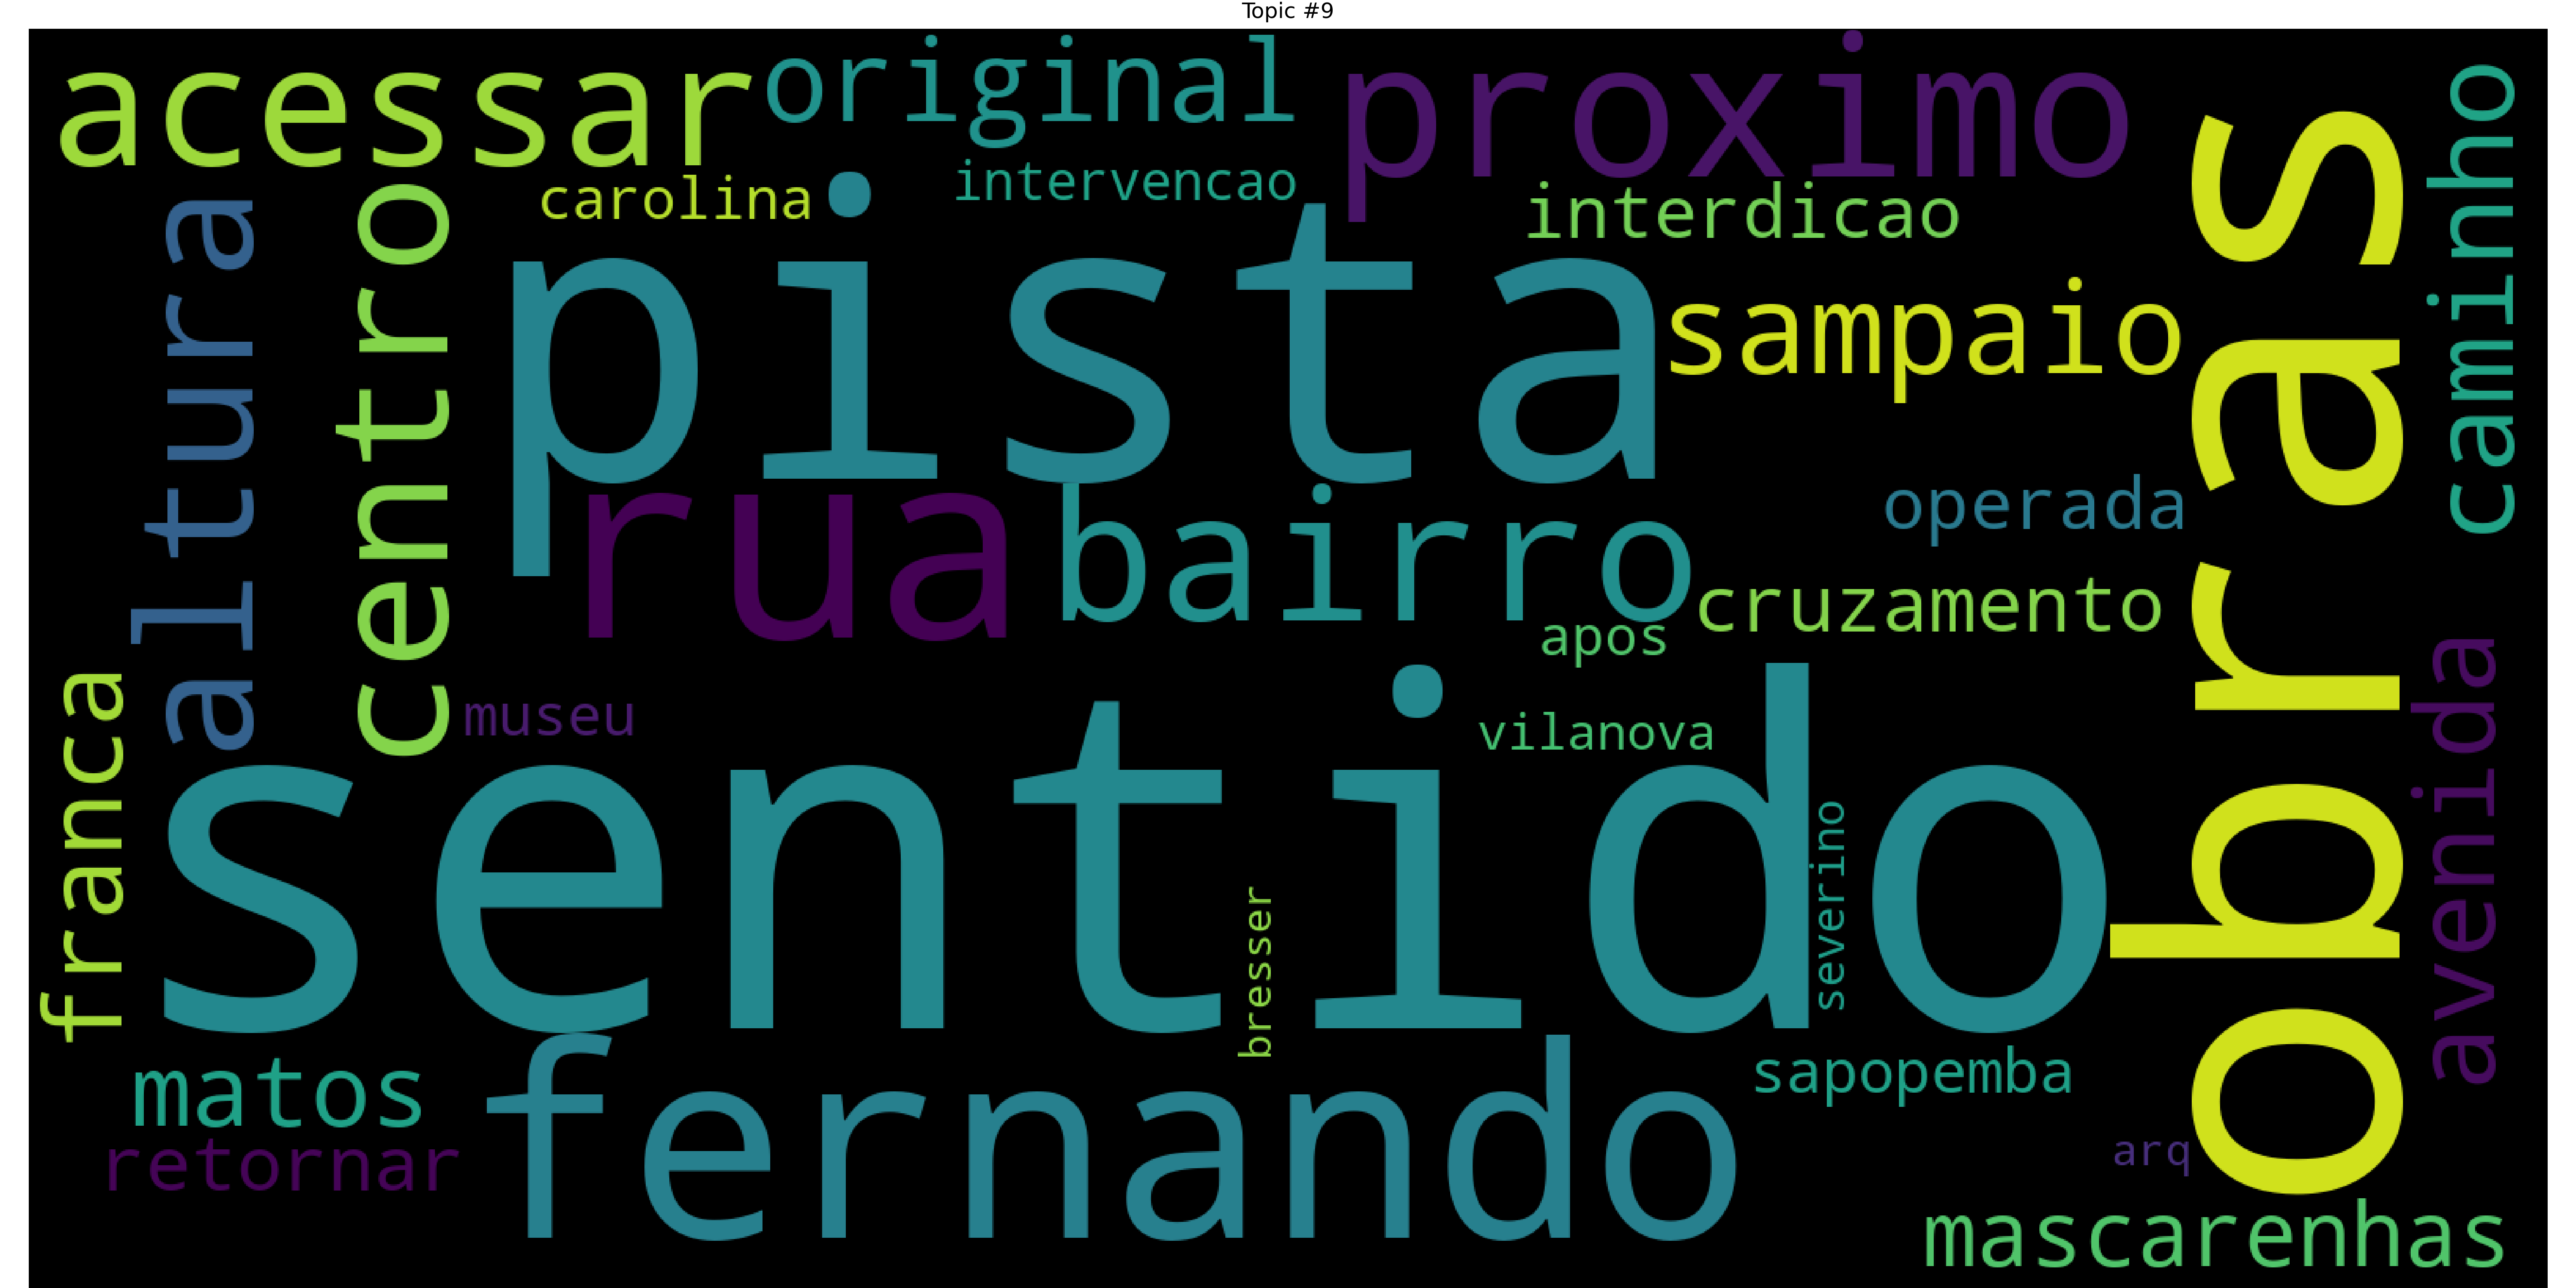 Topic #9
acessar
original
proximo
carolina
intervencao
interdicao
altura
centro
pista
sampaio
obras
caminho
rua
bairro
operada
cruzamento
apos
museu
vilanova
avenida
franca
sentido
severino
bresser
matos
fernando
sapopemba
retornar
arq
mascarenhas